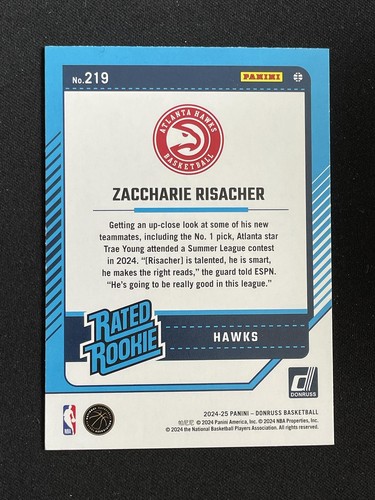 No. 219
PANINI
ATLANTA HAWKS
BASKETBALL
ZACCHARIE RISACHER
Getting an up-close look at some of his new
teammates, including the No. 1 pick, Atlanta star
Trae Young attended a Summer League contest
in 2024. “[Risacher] is talented, he is smart,
he makes the right reads,” the guard told ESPN.
“He’s going to be really good in this league.”
RATED
ROOKIE
HAWKS
DONRUSS
NBA
2024-25 PANINI – DONRUSS BASKETBALL
帕尼尼 © 2024 Panini America, Inc. © 2024 NBA Properties, Inc.
© 2024 the National Basketball Players Association. All rights reserved.